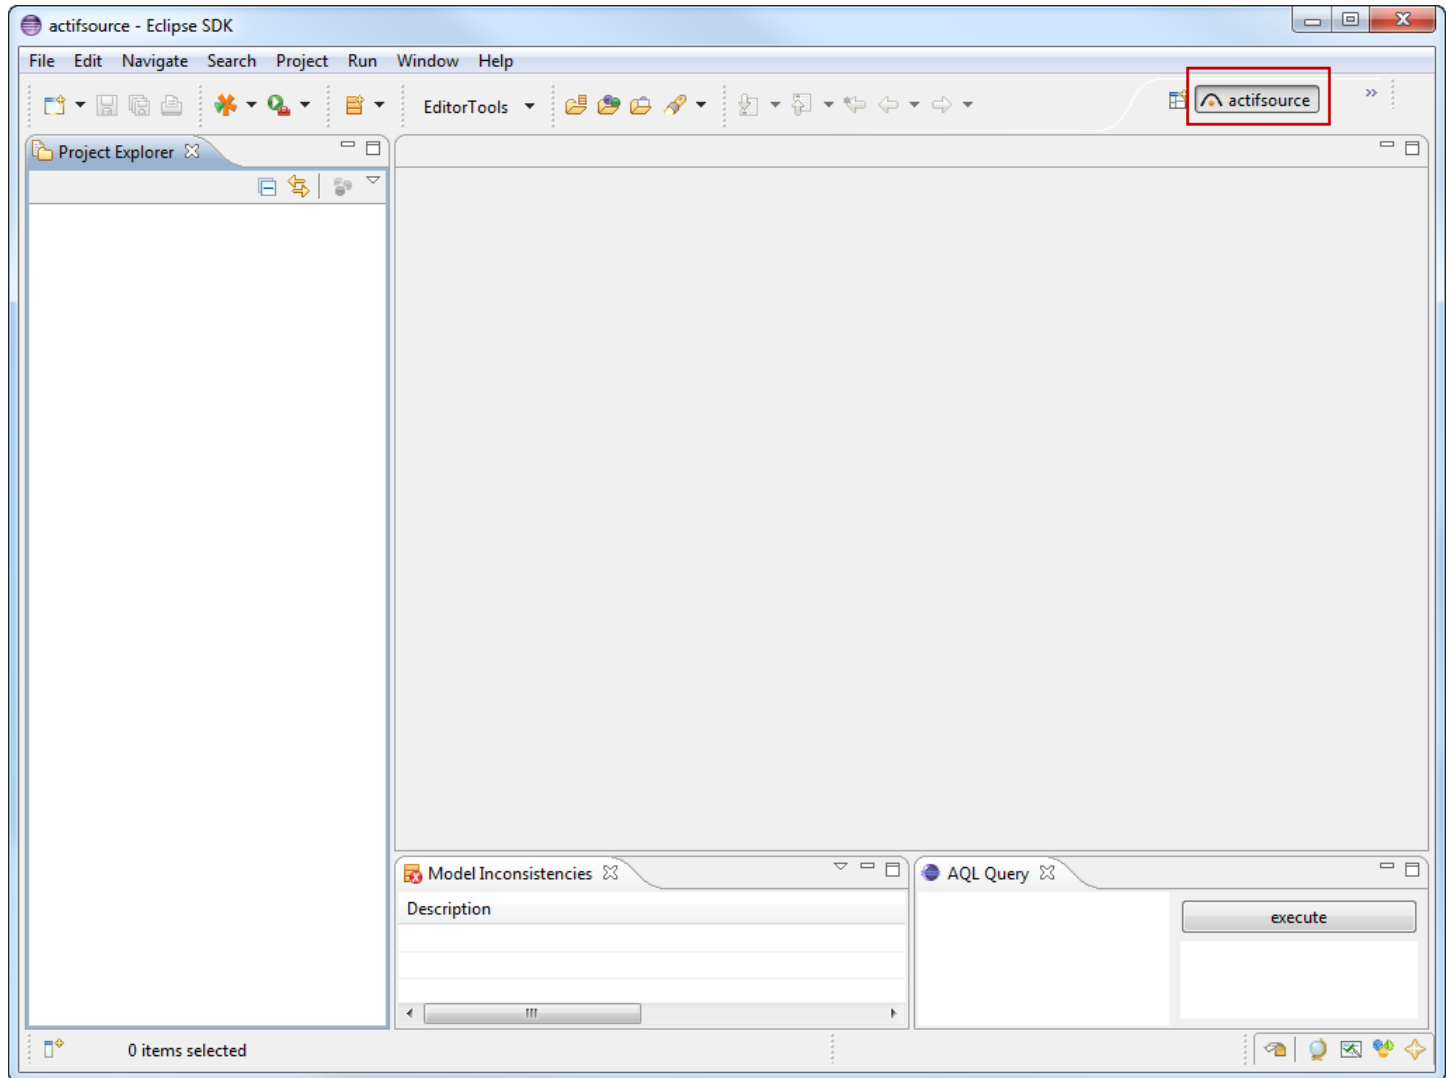 actifsource - Eclipse SDK
File Edit Navigate Search Project Run Window Help
EditorTools
actifsource
Project Explorer
Model Inconsistencies
AQL Query
Description
execute
0 items selected